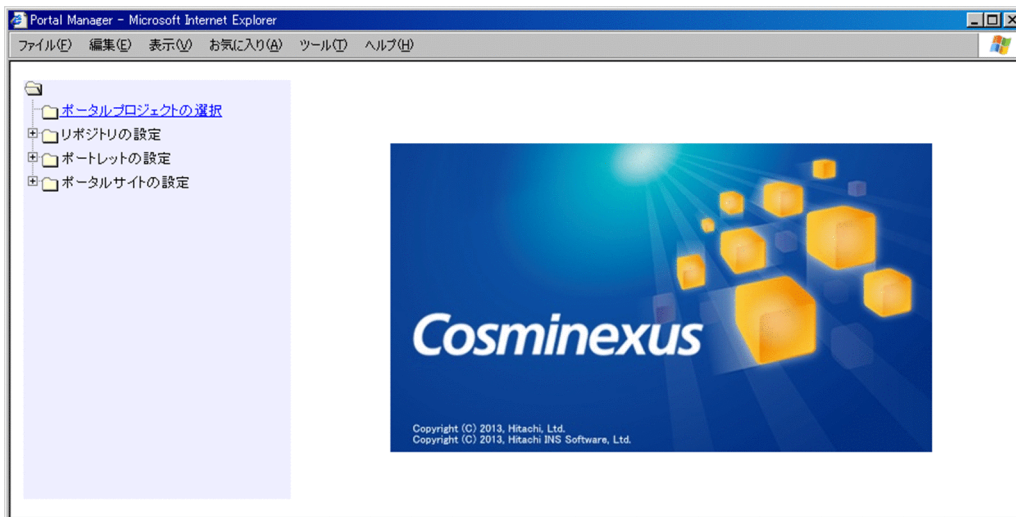 Portal Manager - Microsoft Internet Explorer
ファイル(F) 編集(E) 表示(V) お気に入り(A) ツール(T) ヘルプ(H)
ポータルプロジェクトの選択
リポジトリの設定
ポートレットの設定
ポータルサイトの設定
Cosminexus
Copyright (C) 2013, Hitachi, Ltd.
Copyright (C) 2013, Hitachi INS Software, Ltd.